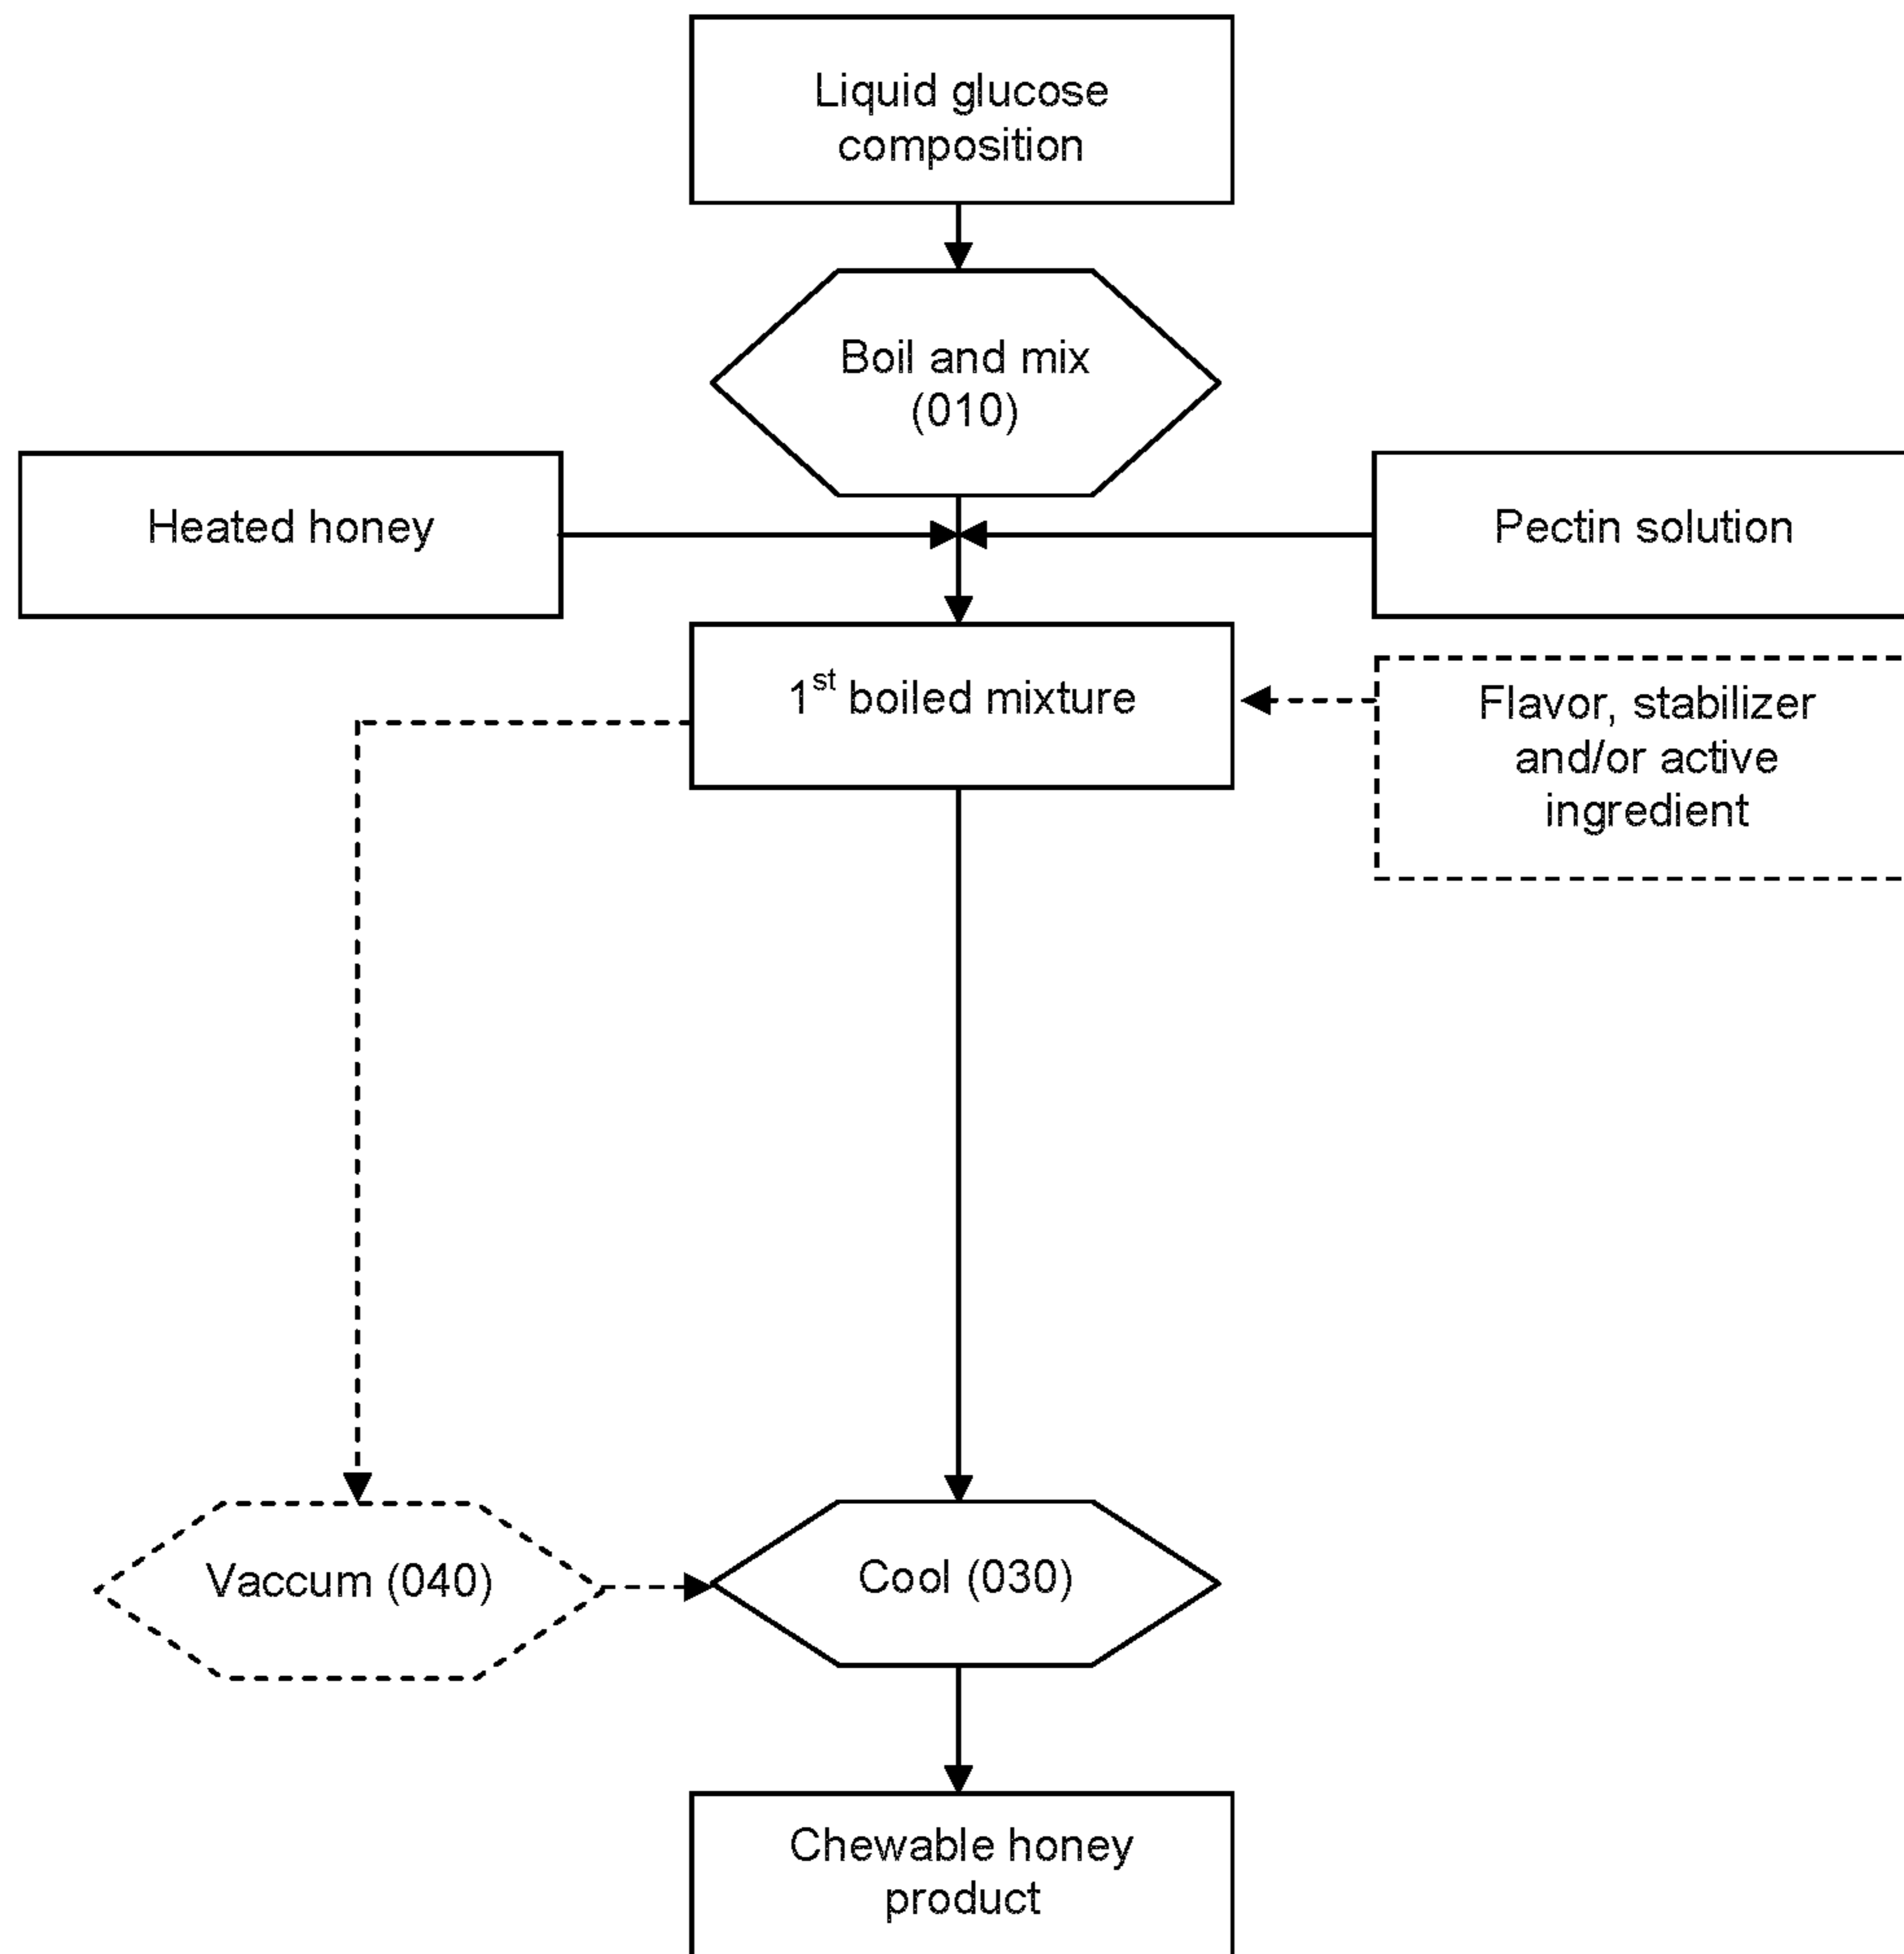 Liquid glucose
composition
Boil and mix
(010)
Heated honey
Pectin solution
1st boiled mixture
Flavor, stabilizer
and/or active
ingredient
Vaccum (040)
Cool (030)
Chewable honey
product